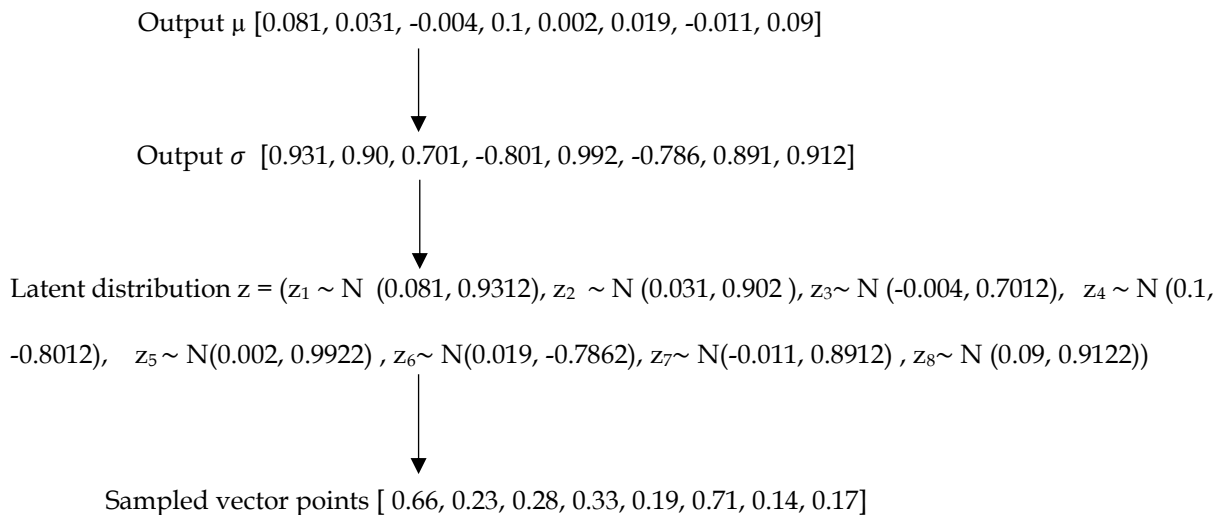 Output μ [0.081, 0.031, -0.004, 0.1, 0.002, 0.019, -0.011, 0.09]
Output σ [0.931, 0.90, 0.701, -0.801, 0.992, -0.786, 0.891, 0.912]
Latent distribution z = (z₁ ~ N (0.081, 0.9312), z₂ ~ N (0.031, 0.902 ), z₃~ N (-0.004, 0.7012), z₄ ~ N (0.1,
-0.8012), z₅ ~ N(0.002, 0.9922) , z₆~ N(0.019, -0.7862), z₇~ N(-0.011, 0.8912) , z₈~ N (0.09, 0.9122))
Sampled vector points [ 0.66, 0.23, 0.28, 0.33, 0.19, 0.71, 0.14, 0.17]